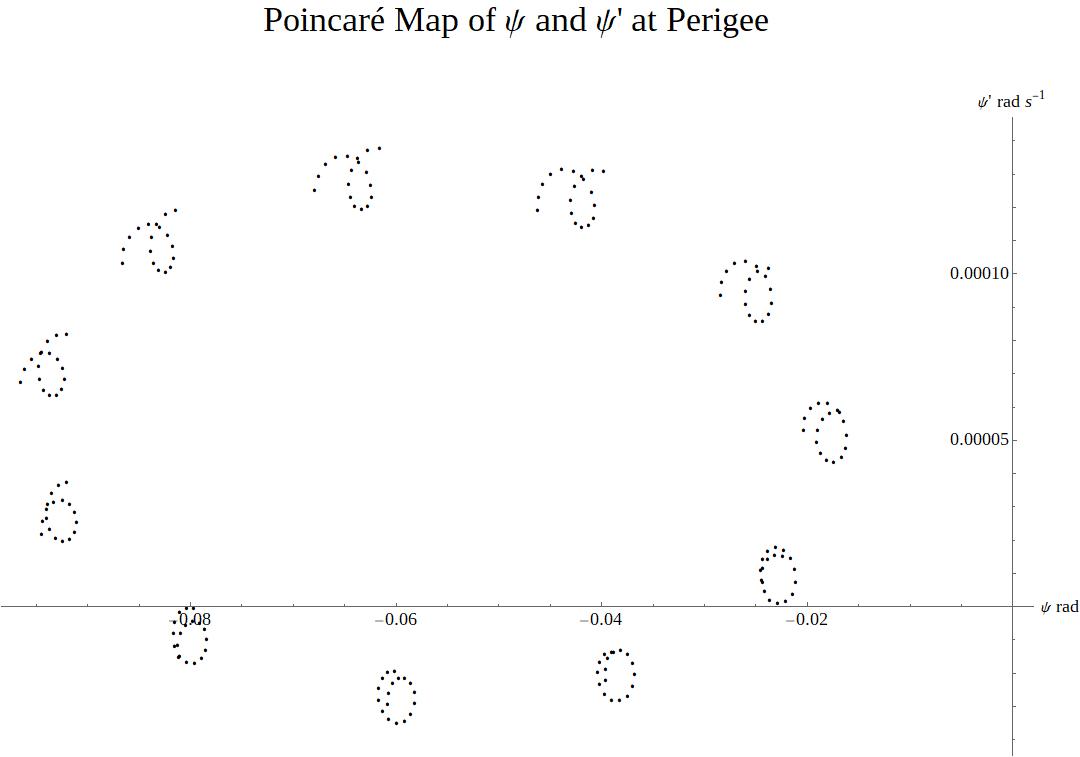 Poincaré Map of ψ and ψ' at Perigee
ψ' rad s⁻¹
0.00010
0.00005
−0.08
−0.06
−0.04
−0.02
ψ rad